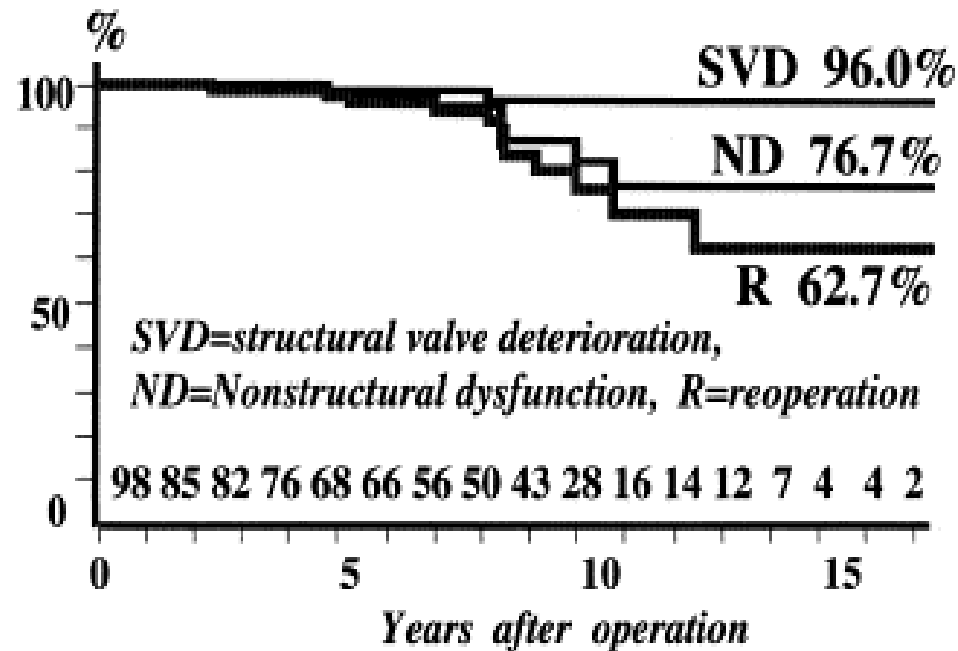 %
100
SVD 96.0%
ND 76.7%
R 62.7%
50
SVD=structural valve deterioration,
ND=Nonstructural dysfunction, R=reoperation
98 85 82 76 68 66 56 50 43 28 16 14 12 7 4 4 2
0
0 5 10 15
Years after operation